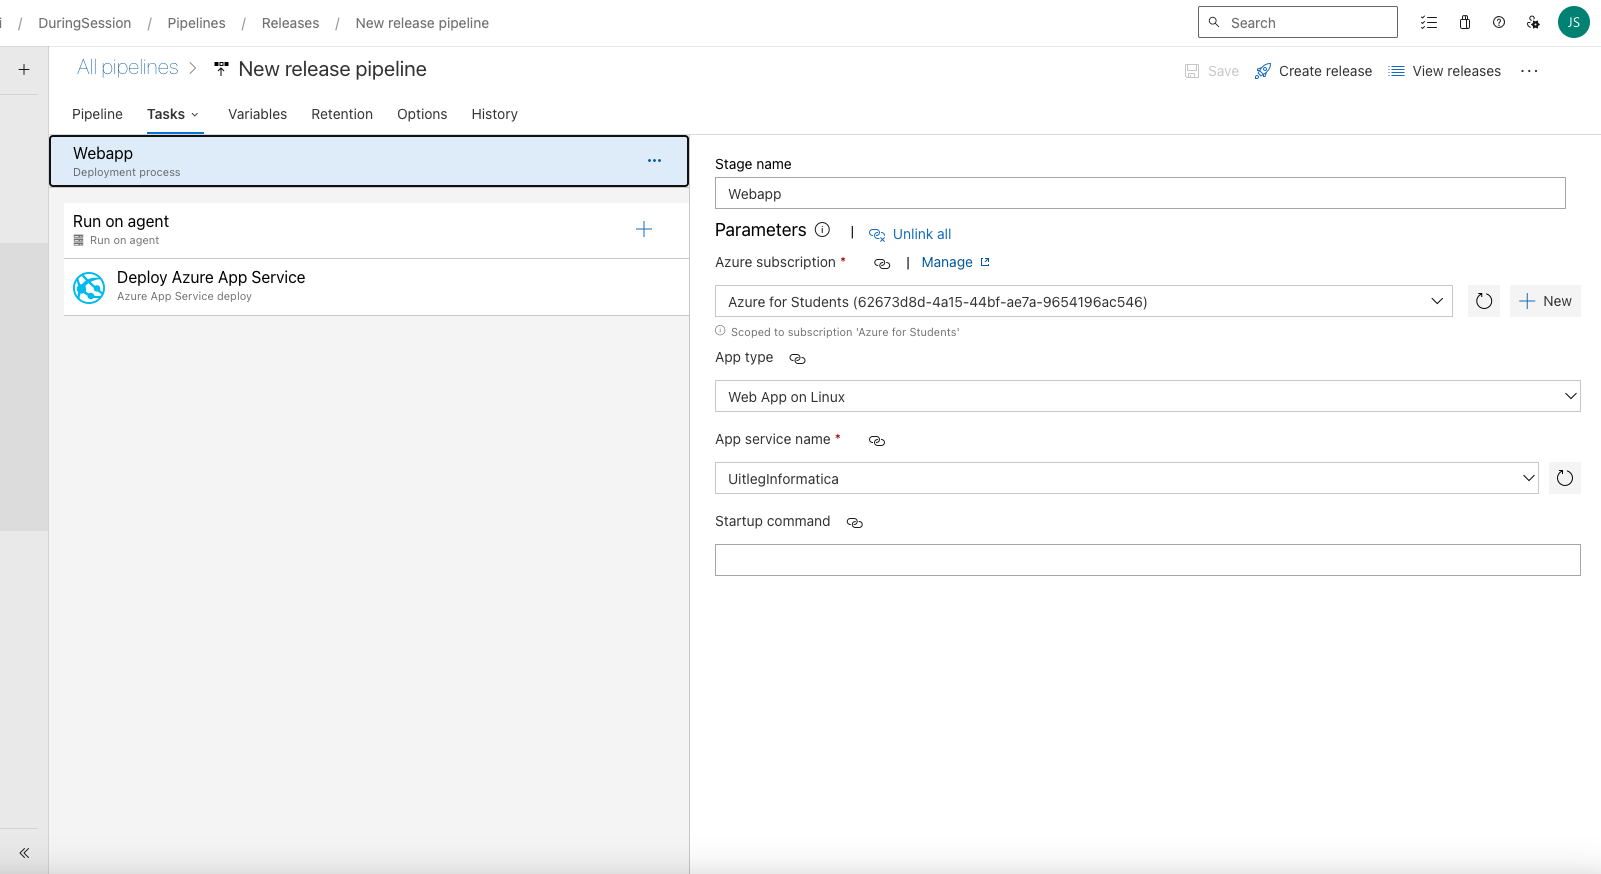 i / DuringSession / Pipelines / Releases / New release pipeline
Search
JS
All pipelines > New release pipeline
Save Create release View releases ...
Pipeline Tasks Variables Retention Options History
Webapp
Deployment process
Run on agent
Run on agent
Deploy Azure App Service
Azure App Service deploy
Stage name
Webapp
Parameters | Unlink all
Azure subscription * | Manage
Azure for Students (62673d8d-4a15-44bf-ae7a-9654196ac546)
New
Scoped to subscription 'Azure for Students'
App type
Web App on Linux
App service name *
UitlegInformatica
Startup command